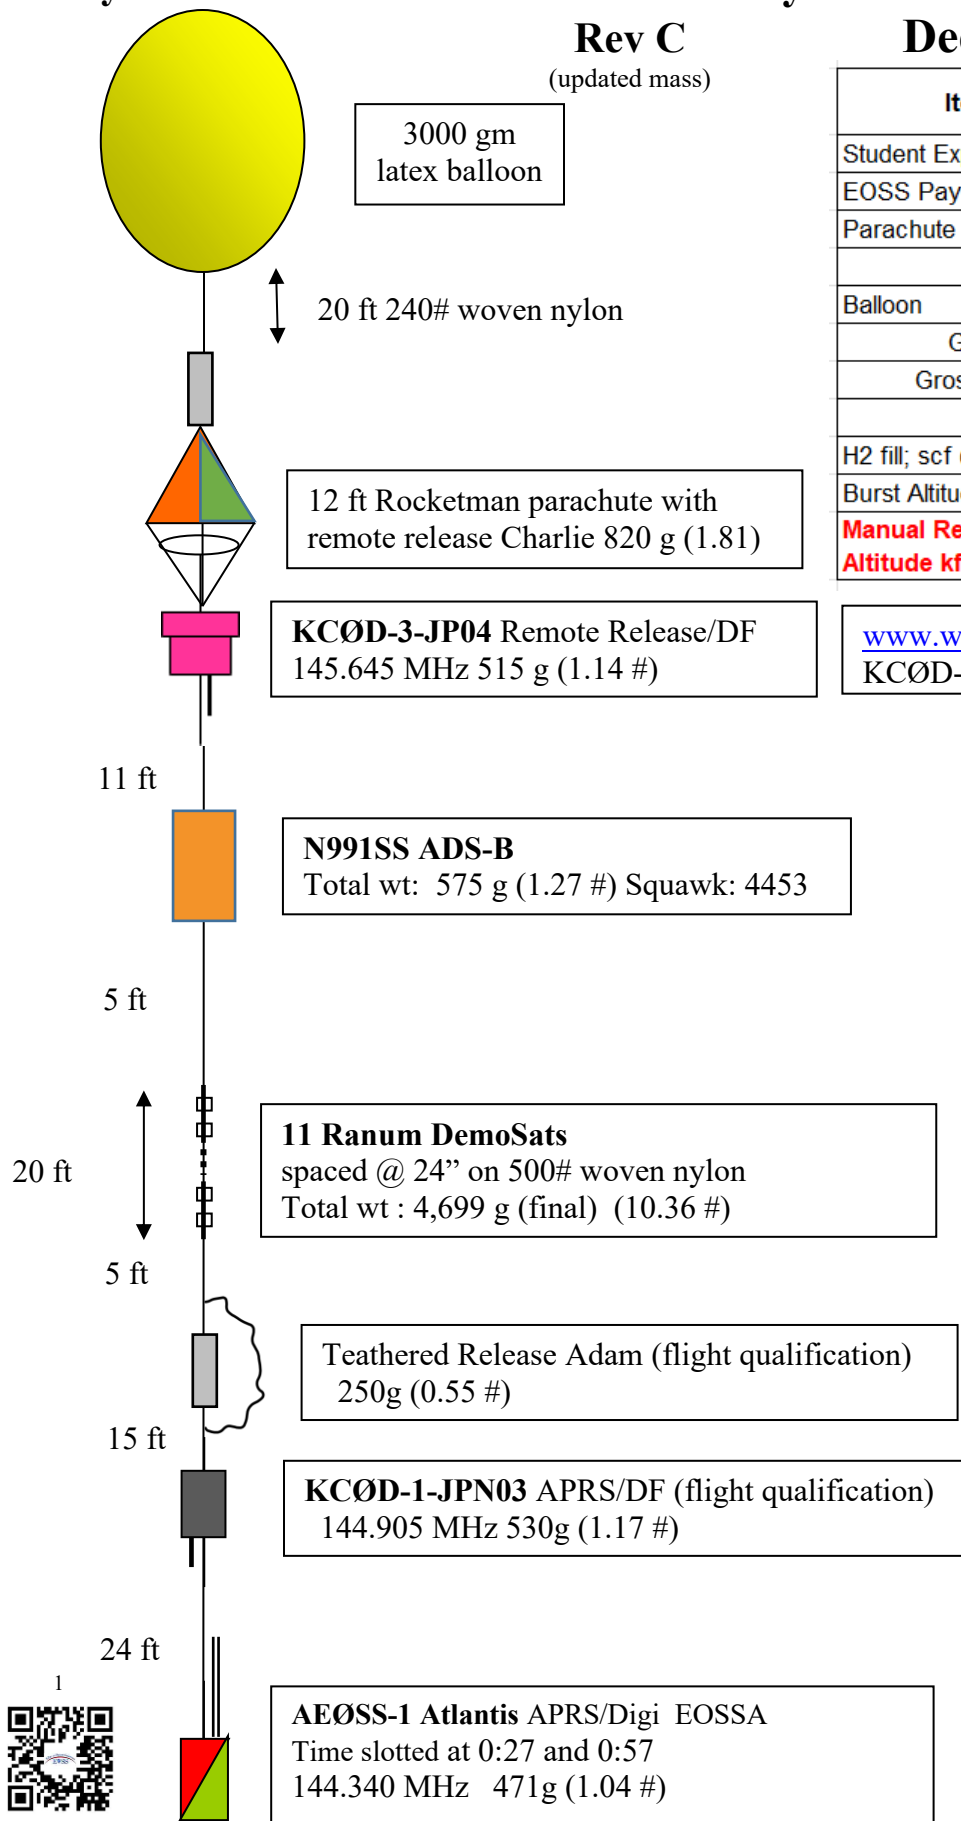 Rev C
(updated mass)
3000 gm
latex balloon
Student Ex
EOSS Pay
Parachute
Balloon
G
Gros
H2 fill; scf
Burst Altitu
Manual Re
Altitude kf
20 ft 240# woven nylon
12 ft Rocketman parachute with
remote release Charlie 820 g (1.81)
KCØD-3-JP04 Remote Release/DF
145.645 MHz 515 g (1.14 #)
www.w
KCØD-
11 ft
N991SS ADS-B
Total wt: 575 g (1.27 #) Squawk: 4453
5 ft
20 ft
11 Ranum DemoSats
spaced @ 24” on 500# woven nylon
Total wt : 4,699 g (final) (10.36 #)
5 ft
Teathered Release Adam (flight qualification)
250g (0.55 #)
15 ft
KCØD-1-JPN03 APRS/DF (flight qualification)
144.905 MHz 530g (1.17 #)
24 ft
1
AEØSS-1 Atlantis APRS/Digi EOSSA
Time slotted at 0:27 and 0:57
144.340 MHz 471g (1.04 #)